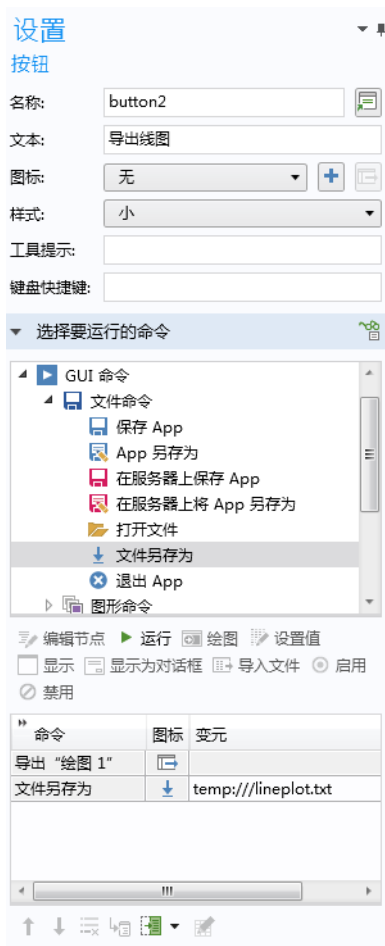 设置
按钮
名称: button2
文本: 导出线图
图标: 无
样式: 小
工具提示:
键盘快捷键:
选择要运行的命令
GUI 命令
文件命令
保存 App
App 另存为
在服务器上保存 App
在服务器上将 App 另存为
打开文件
文件另存为
退出 App
图形命令
编辑节点 运行 绘图 设置值
显示 显示为对话框 导入文件 启用
禁用
命令 图标 变元
导出 "绘图 1"
文件另存为 temp:///lineplot.txt